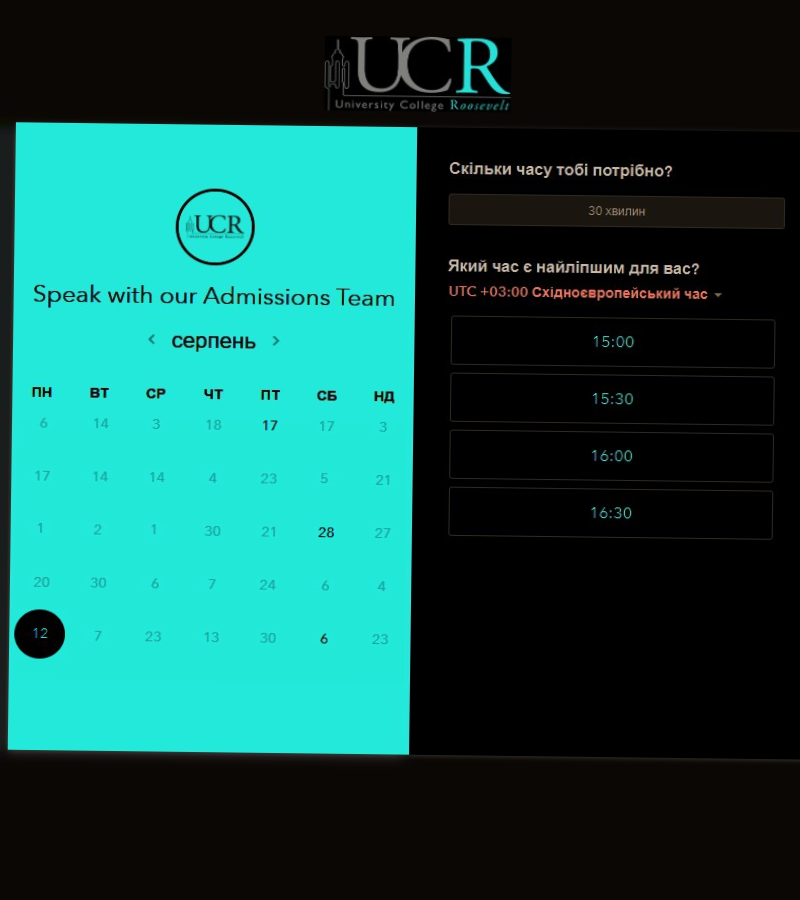 UCR
University College Roosevelt
UCR
University College Roosevelt
Speak with our Admissions Team
серпень
ПН ВТ СР ЧТ ПТ СБ НД
6 14 3 18 17 17 3
17 14 14 4 23 5 21
1 2 1 30 21 28 27
20 30 6 7 24 6 4
12 7 23 13 30 6 23
Скільки часу тобі потрібно?
30 хвилин
Який час є найліпшим для вас?
UTC +03:00 Східноєвропейський час
15:00
15:30
16:00
16:30